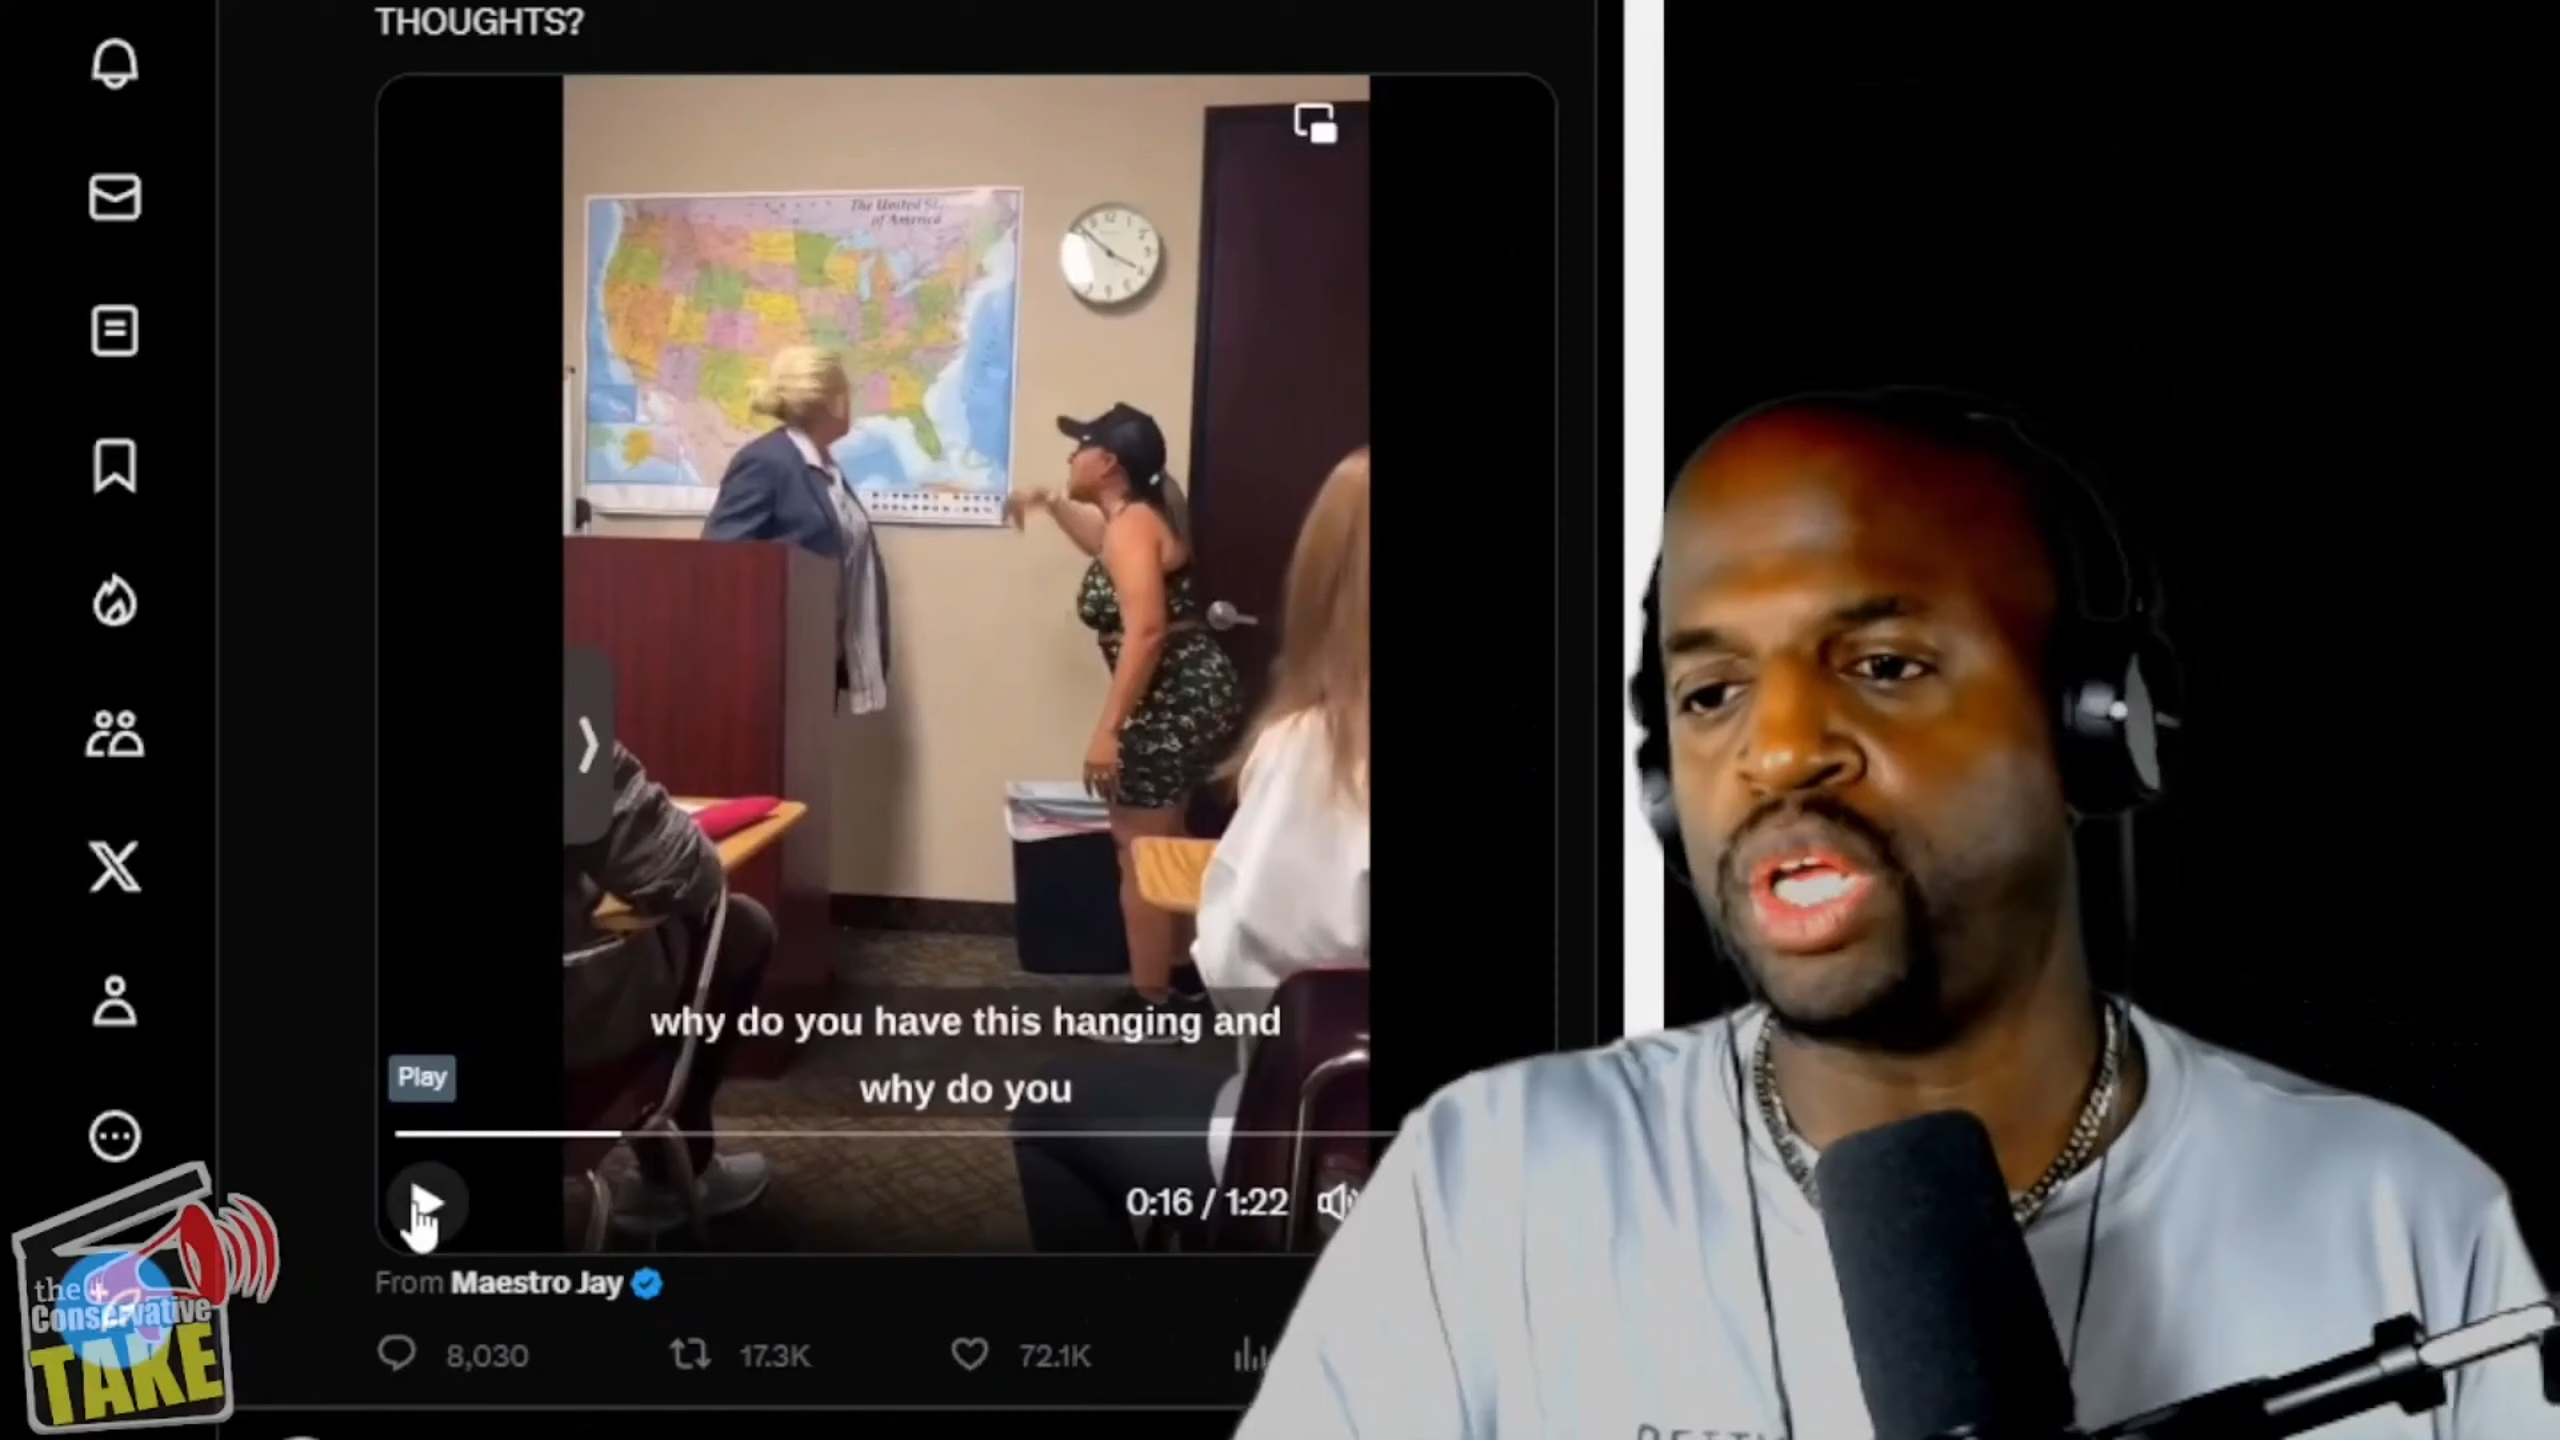 THOUGHTS?
The United St
of America
why do you have this hanging and
why do you
Play
0:16 / 1:22
From Maestro Jay
8,030
17.3K
72.1K
the
Conservative
TAKE